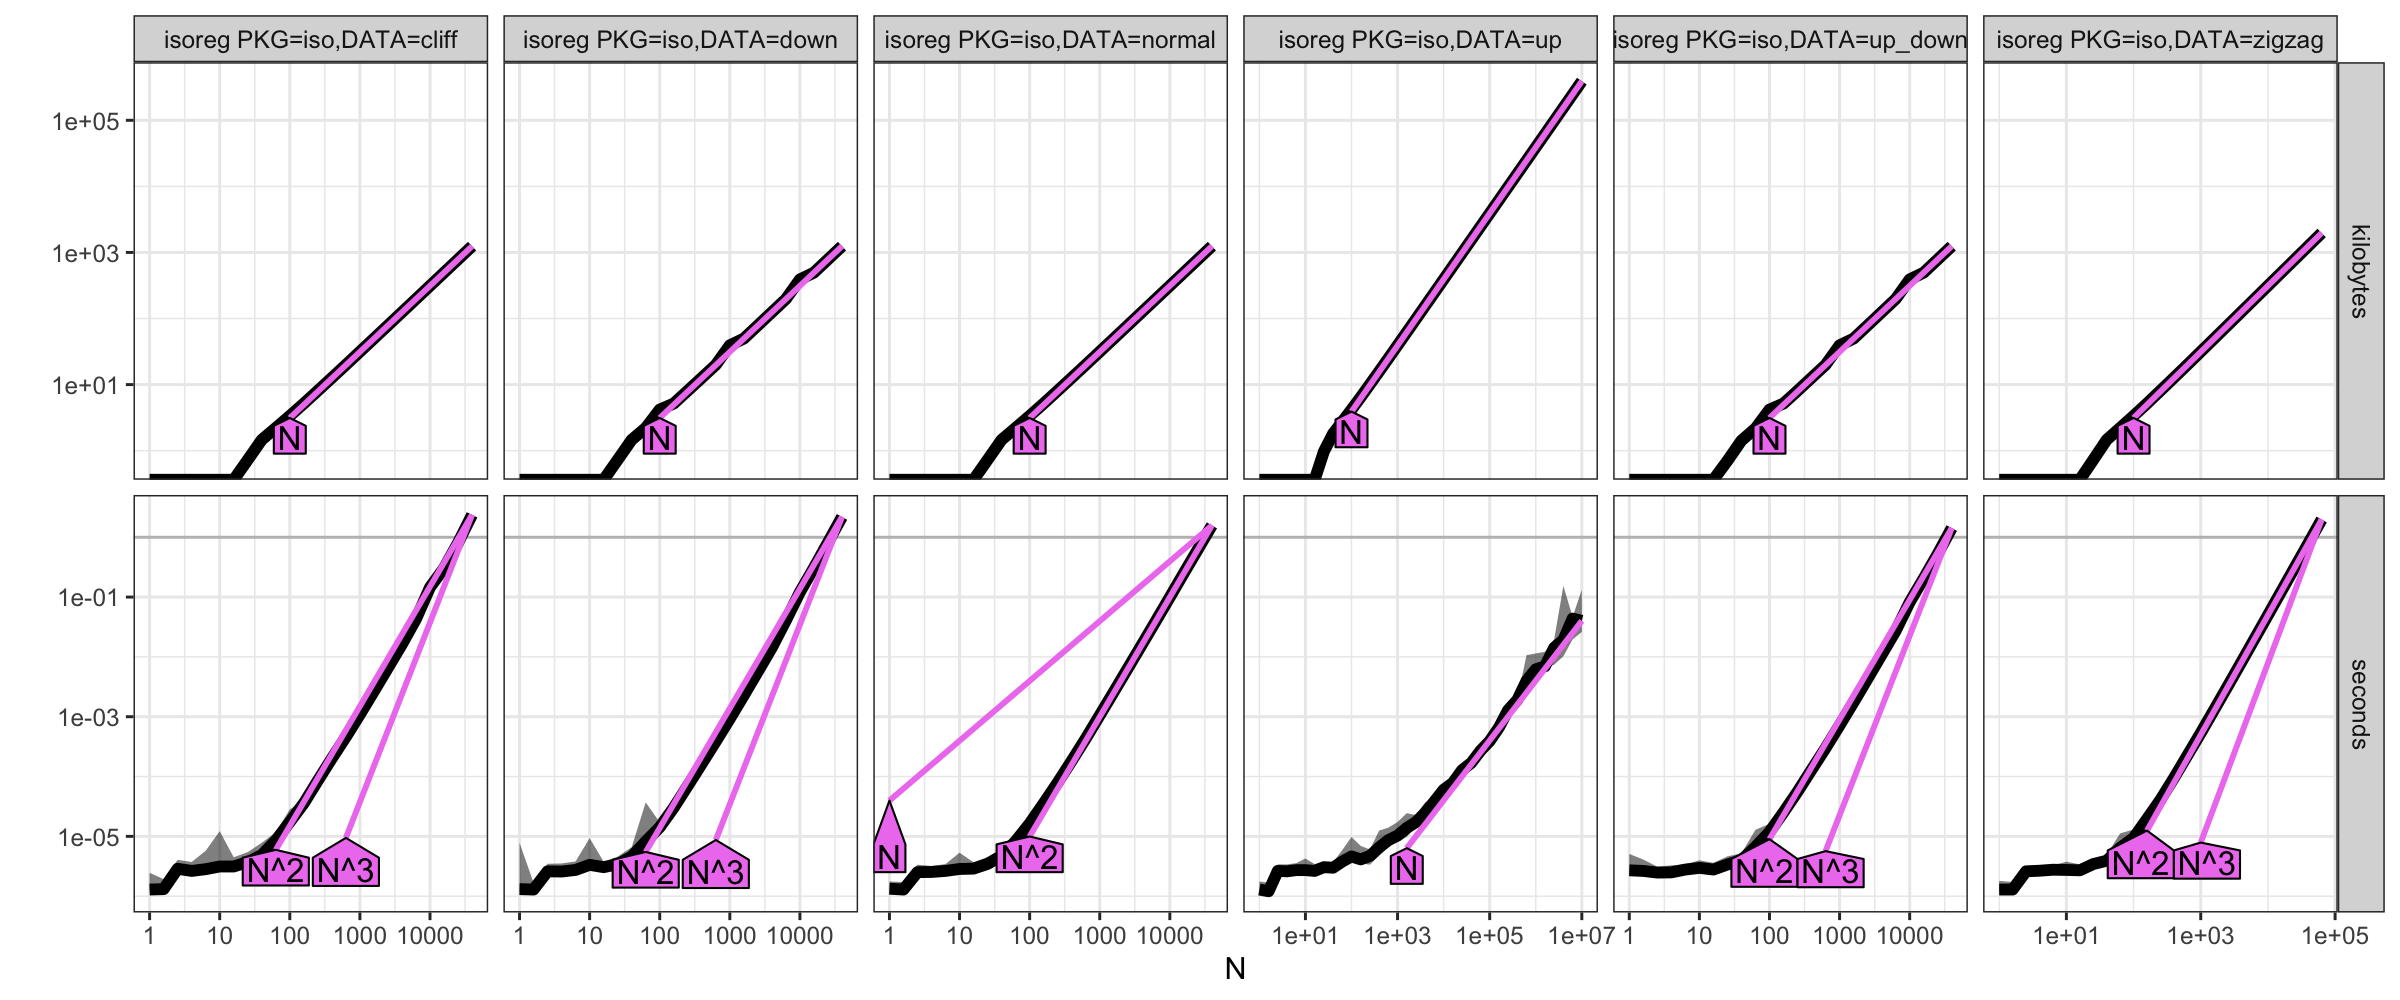 isoreg PKG=iso,DATA=cliff
isoreg PKG=iso,DATA=down
isoreg PKG=iso,DATA=normal
isoreg PKG=iso,DATA=up
isoreg PKG=iso,DATA=up_down
isoreg PKG=iso,DATA=zigzag
1e+05
1e+03
1e+01
N
N
N
N
N
N
kilobytes
1e-01
1e-03
1e-05
N^2
N^3
N^2
N^3
N
N^2
N
N^2
N^3
N^2
N^3
seconds
1 10 100 1000 10000
1 10 100 1000 10000
1 10 100 1000 10000
1e+01 1e+03 1e+05 1e+07
1 10 100 1000 10000
1e+01 1e+03 1e+05
N